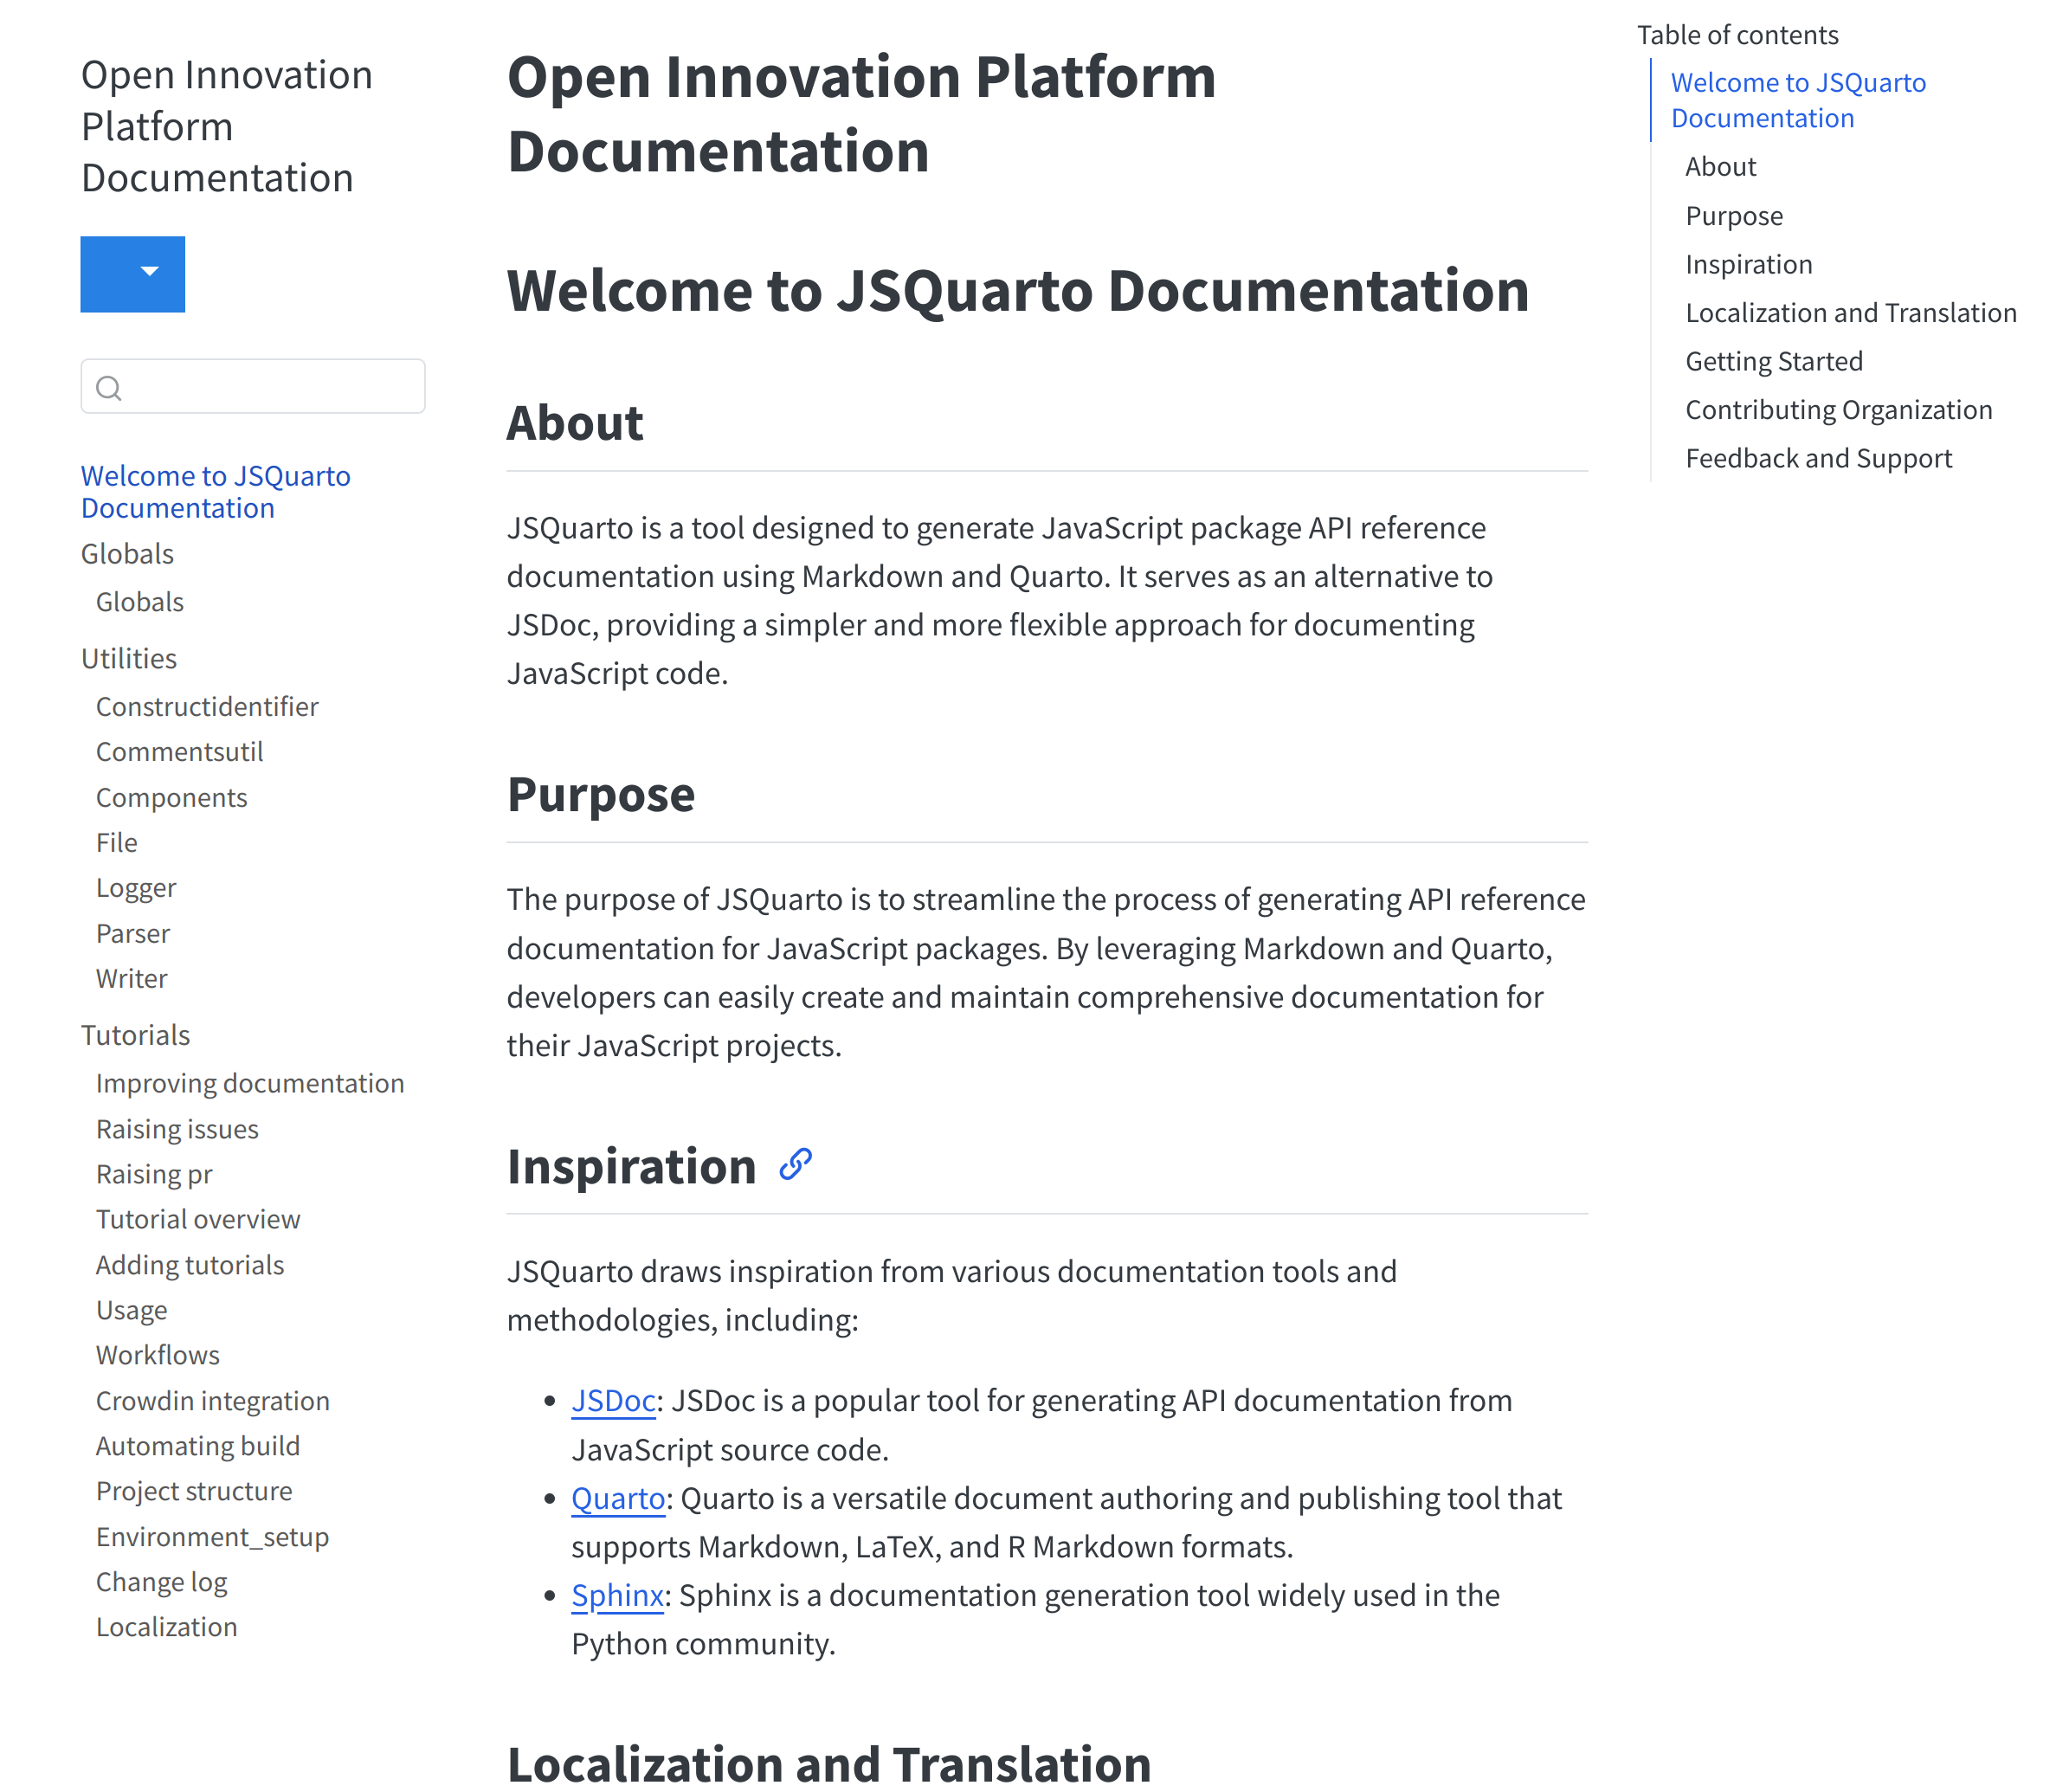 Open Innovation
Platform
Documentation
Welcome to JSQuarto
Documentation
Globals
Globals
Utilities
Constructidentifier
Commentsutil
Components
File
Logger
Parser
Writer
Tutorials
Improving documentation
Raising issues
Raising pr
Tutorial overview
Adding tutorials
Usage
Workflows
Crowdin integration
Automating build
Project structure
Environment_setup
Change log
Localization
Open Innovation Platform
Documentation
Welcome to JSQuarto Documentation
About
JSQuarto is a tool designed to generate JavaScript package API reference
documentation using Markdown and Quarto. It serves as an alternative to
JSDoc, providing a simpler and more flexible approach for documenting
JavaScript code.
Purpose
The purpose of JSQuarto is to streamline the process of generating API reference
documentation for JavaScript packages. By leveraging Markdown and Quarto,
developers can easily create and maintain comprehensive documentation for
their JavaScript projects.
Inspiration
JSQuarto draws inspiration from various documentation tools and
methodologies, including:
• JSDoc: JSDoc is a popular tool for generating API documentation from
JavaScript source code.
• Quarto: Quarto is a versatile document authoring and publishing tool that
supports Markdown, LaTeX, and R Markdown formats.
• Sphinx: Sphinx is a documentation generation tool widely used in the
Python community.
Localization and Translation
Table of contents
Welcome to JSQuarto
Documentation
About
Purpose
Inspiration
Localization and Translation
Getting Started
Contributing Organization
Feedback and Support